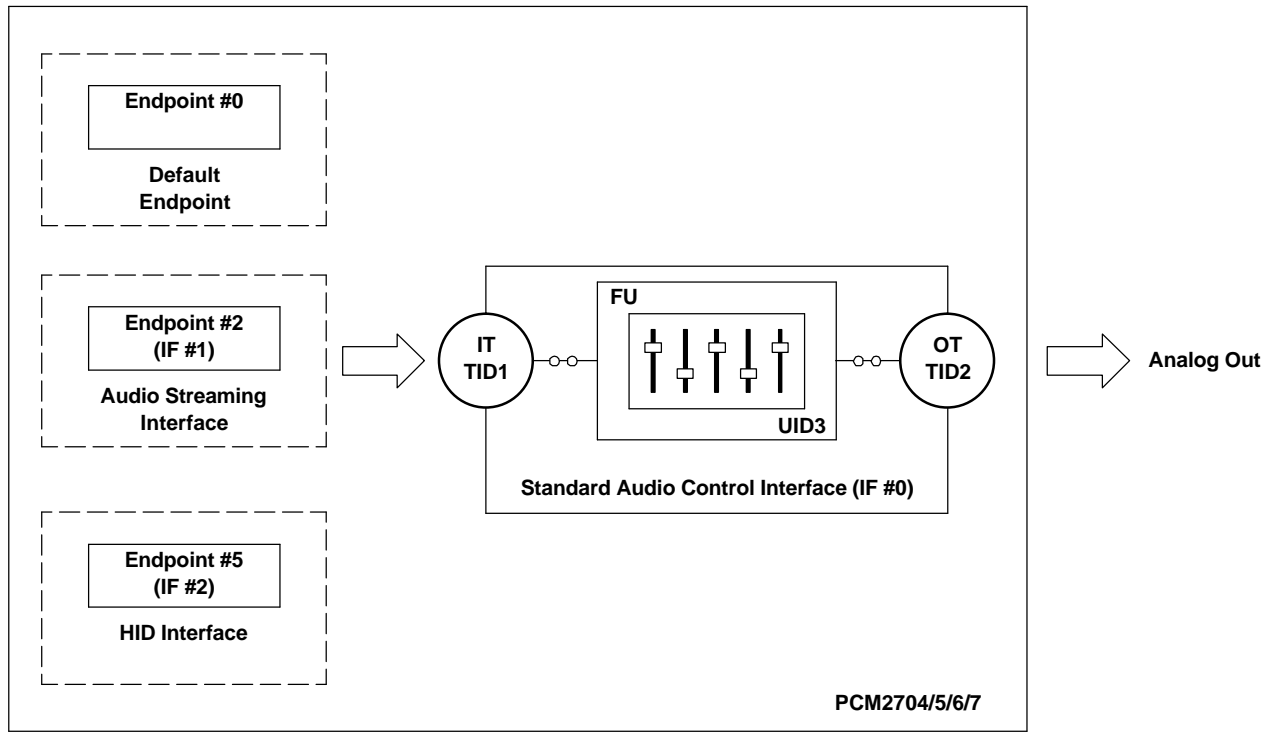 Endpoint #0
Default
Endpoint
Endpoint #2
(IF #1)
Audio Streaming
Interface
Endpoint #5
(IF #2)
HID Interface
IT
TID1
FU
UID3
OT
TID2
Standard Audio Control Interface (IF #0)
Analog Out
PCM2704/5/6/7